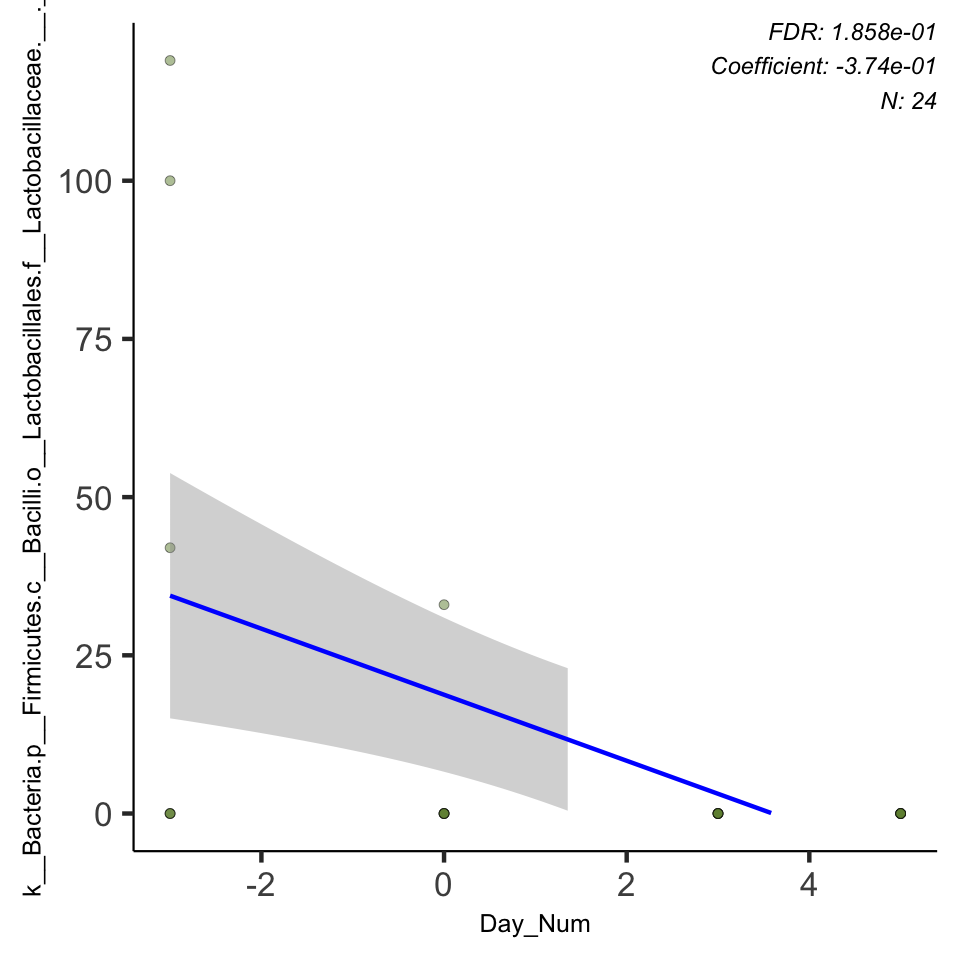 FDR: 1.858e-01
Coefficient: -3.74e-01
N: 24
k__Bacteria.p__Firmicutes.c__Bacilli.o__Lactobacillales.f__Lactobacillaceae.__.
100
75
50
25
0
-2 0 2 4
Day_Num